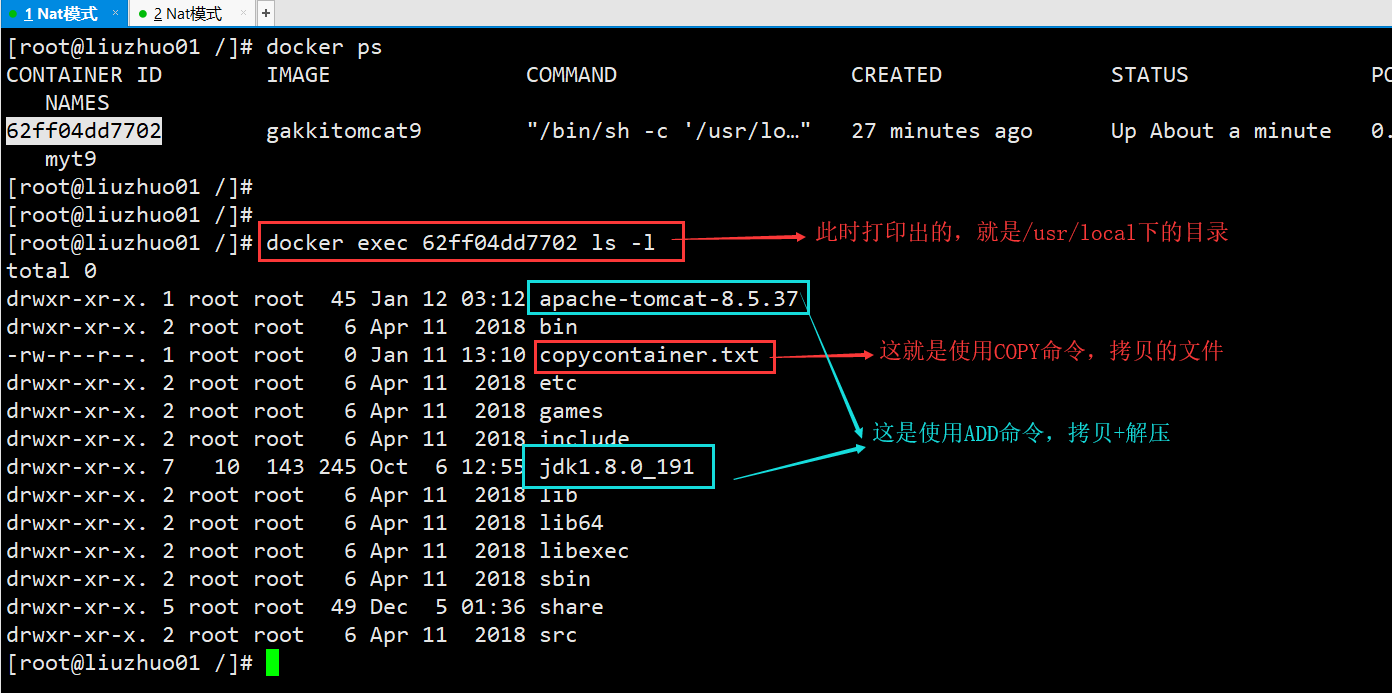 1 Nat模式 × 2 Nat模式 × +
[root@liuzhuo01 /]# docker ps
CONTAINER ID IMAGE COMMAND CREATED STATUS PO
NAMES
62ff04dd7702 gakkitomcat9 "/bin/sh -c '/usr/lo…" 27 minutes ago Up About a minute 0.
myt9
[root@liuzhuo01 /]#
[root@liuzhuo01 /]#
[root@liuzhuo01 /]# docker exec 62ff04dd7702 ls -l 此时打印出的，就是/usr/local下的目录
total 0
drwxr-xr-x. 1 root root 45 Jan 12 03:12 apache-tomcat-8.5.37
drwxr-xr-x. 2 root root 6 Apr 11 2018 bin
-rw-r--r--. 1 root root 0 Jan 11 13:10 copycontainer.txt 这就是使用COPY命令，拷贝的文件
drwxr-xr-x. 2 root root 6 Apr 11 2018 etc
drwxr-xr-x. 2 root root 6 Apr 11 2018 games
drwxr-xr-x. 2 root root 6 Apr 11 2018 include 这是使用ADD命令，拷贝+解压
drwxr-xr-x. 7 10 143 245 Oct 6 12:55 jdk1.8.0_191
drwxr-xr-x. 2 root root 6 Apr 11 2018 lib
drwxr-xr-x. 2 root root 6 Apr 11 2018 lib64
drwxr-xr-x. 2 root root 6 Apr 11 2018 libexec
drwxr-xr-x. 2 root root 6 Apr 11 2018 sbin
drwxr-xr-x. 5 root root 49 Dec 5 01:36 share
drwxr-xr-x. 2 root root 6 Apr 11 2018 src
[root@liuzhuo01 /]#